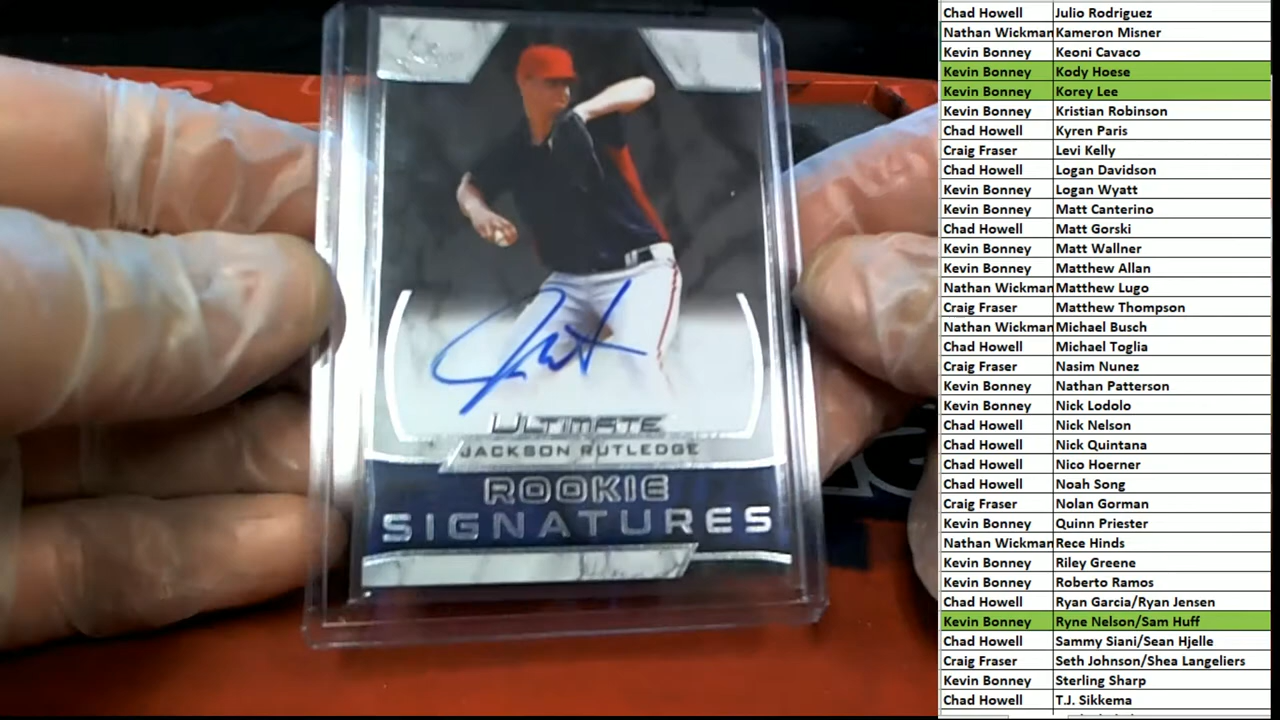 ULTIMATE
JACKSON RUTLEDGE
ROOKIE
SIGNATURES
Chad Howell Julio Rodriguez
Nathan Wickman Kameron Misner
Kevin Bonney Keoni Cavaco
Kevin Bonney Kody Hoese
Kevin Bonney Korey Lee
Kevin Bonney Kristian Robinson
Chad Howell Kyren Paris
Craig Fraser Levi Kelly
Chad Howell Logan Davidson
Kevin Bonney Logan Wyatt
Kevin Bonney Matt Canterino
Chad Howell Matt Gorski
Kevin Bonney Matt Wallner
Kevin Bonney Matthew Allan
Nathan Wickman Matthew Lugo
Craig Fraser Matthew Thompson
Nathan Wickman Michael Busch
Chad Howell Michael Toglia
Craig Fraser Nasim Nunez
Kevin Bonney Nathan Patterson
Kevin Bonney Nick Lodolo
Chad Howell Nick Nelson
Chad Howell Nick Quintana
Chad Howell Nico Hoerner
Chad Howell Noah Song
Craig Fraser Nolan Gorman
Kevin Bonney Quinn Priester
Nathan Wickman Rece Hinds
Kevin Bonney Riley Greene
Kevin Bonney Roberto Ramos
Chad Howell Ryan Garcia/Ryan Jensen
Kevin Bonney Ryne Nelson/Sam Huff
Chad Howell Sammy Siani/Sean Hjelle
Craig Fraser Seth Johnson/Shea Langeliers
Kevin Bonney Sterling Sharp
Chad Howell T.J. Sikkema